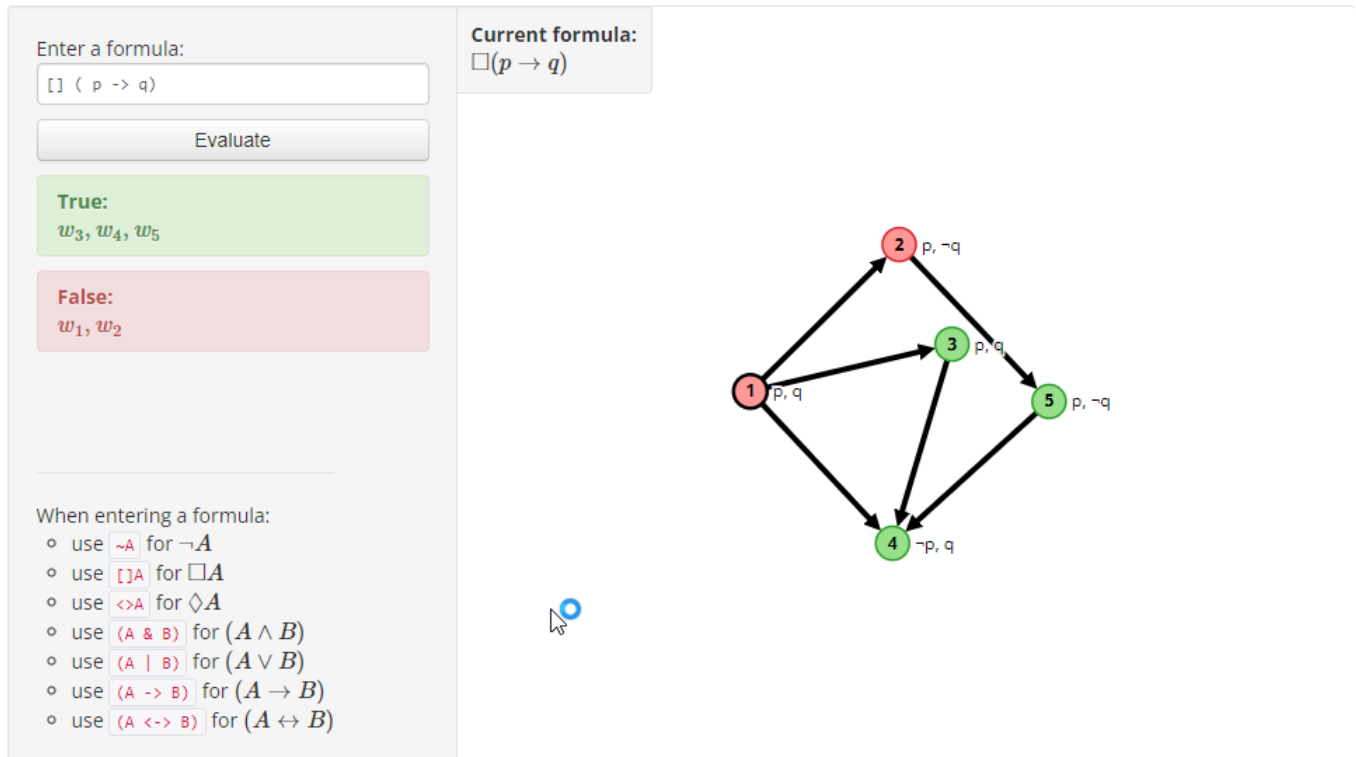 Enter a formula:
[] ( p -> q)
Evaluate
True:
w₃, w₄, w₅
False:
w₁, w₂
When entering a formula:
use ~A for ¬A
use []A for □A
use <>A for ◊A
use (A & B) for (A ∧ B)
use (A | B) for (A ∨ B)
use (A -> B) for (A → B)
use (A <-> B) for (A ↔ B)
Current formula:
□(p → q)
2 p, ¬q
3 p, q
1 p, q
5 p, ¬q
4 ¬p, q